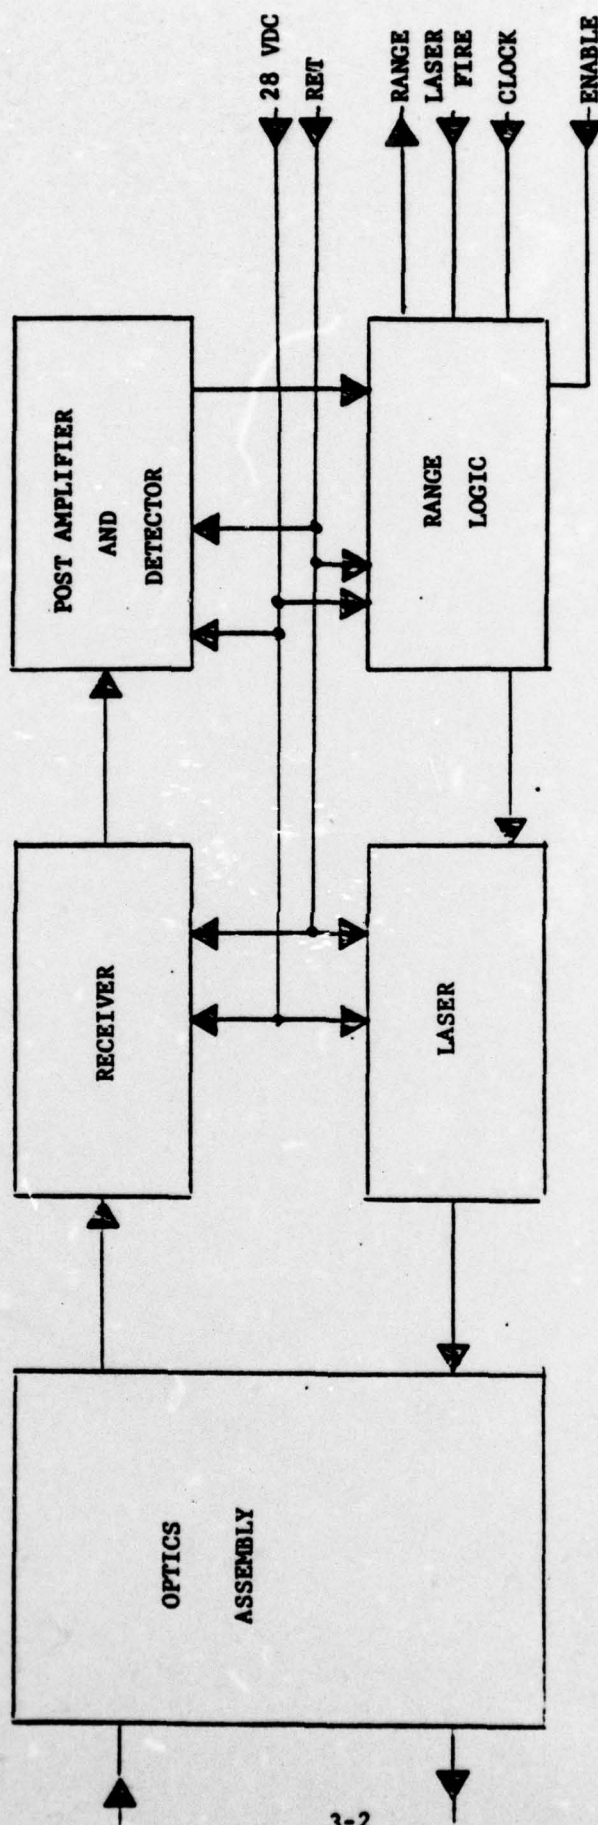 28 VDC
RET
RANGE
LASER
FIRE
CLOCK
ENABLE
POST AMPLIFIER
AND
DETECTOR
RANGE
LOGIC
RECEIVER
LASER
OPTICS
ASSEMBLY
3-2